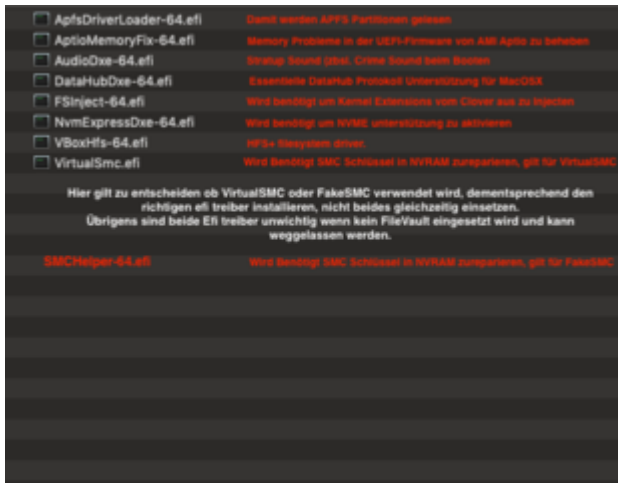 ApfsDriverLoader-64.efi Damit werden APFS Partitionen gelesen
AptioMemoryFix-64.efi Memory Probleme in der UEFI-Firmware von AMI Aptio zu beheben
AudioDxe-64.efi Stratup Sound (zbsl. Crime Sound beim Booten
DataHubDxe-64.efi Essentielle DataHub Protokoll Unterstützung für MacOSX
FSInject-64.efi Wird benötigt um Kernel Extensions vom Clover aus zu injecten
NvmExpressDxe-64.efi Wird benötigt um NVME unterstützung zu aktivieren
VBoxHfs-64.efi HFS+ filesystem driver.
VirtualSmc.efi Wird Benötigt SMC Schlüssel in NVRAM zureparieren, gilt für VirtualSMC
Hier gilt zu entscheiden ob VirtualSMC oder FakeSMC verwendet wird, dementsprechend den
richtigen efi treiber installieren, nicht beides gleichzeitig einsetzen.
Übrigens sind beide Efi treiber unwichtig wenn kein FileVault eingesetzt wird und kann
weggelassen werden.
SMCHelper-64.efi Wird Benötigt SMC Schlüssel in NVRAM zureparieren, gilt für FakeSMC